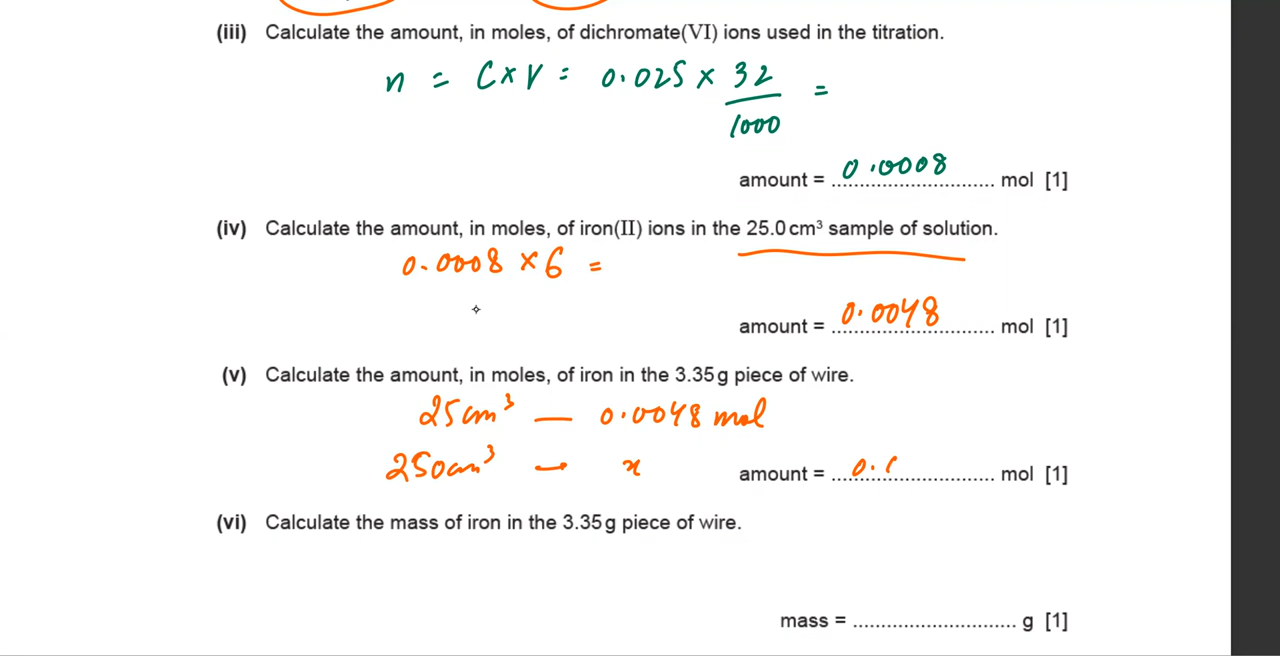 (iii) Calculate the amount, in moles, of dichromate(VI) ions used in the titration.
n = C × V = 0.025 × 32/1000 =
amount = 0.0008 mol [1]
(iv) Calculate the amount, in moles, of iron(II) ions in the 25.0 cm³ sample of solution.
0.0008 × 6 =
amount = 0.0048 mol [1]
(v) Calculate the amount, in moles, of iron in the 3.35 g piece of wire.
25 cm³ — 0.0048 mol
250 cm³ — x
amount = 0. mol [1]
(vi) Calculate the mass of iron in the 3.35 g piece of wire.
mass = .............................. g [1]